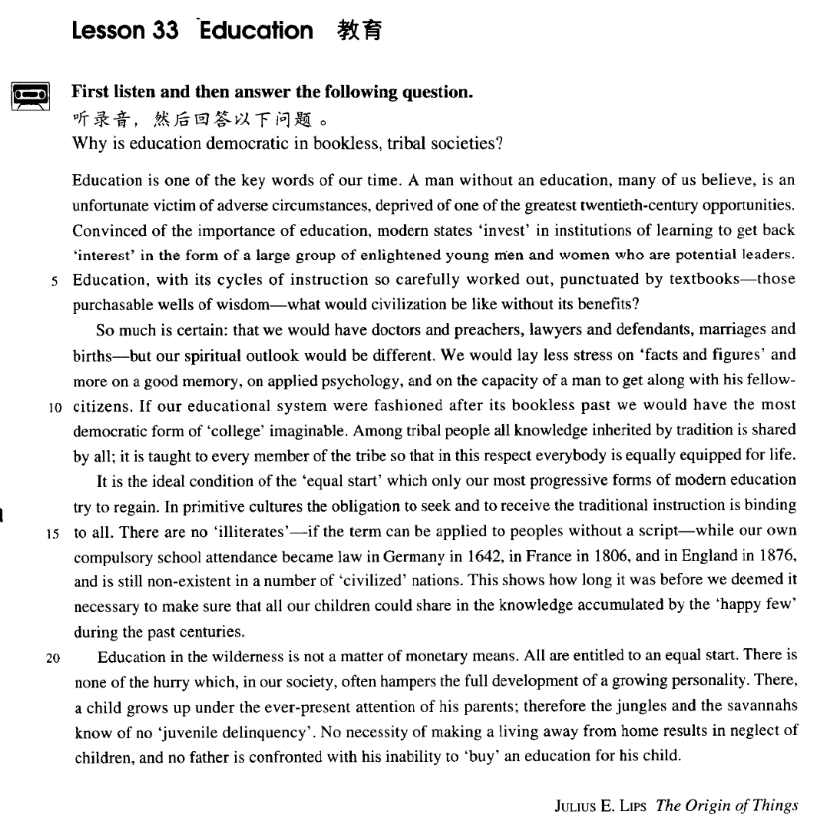 Lesson 33 Education 教育
First listen and then answer the following question.
听录音，然后回答以下问题。
Why is education democratic in bookless, tribal societies?
Education is one of the key words of our time. A man without an education, many of us believe, is an
unfortunate victim of adverse circumstances, deprived of one of the greatest twentieth-century opportunities.
Convinced of the importance of education, modern states ‘invest’ in institutions of learning to get back
‘interest’ in the form of a large group of enlightened young men and women who are potential leaders.
5 Education, with its cycles of instruction so carefully worked out, punctuated by textbooks—those
purchasable wells of wisdom—what would civilization be like without its benefits?
So much is certain: that we would have doctors and preachers, lawyers and defendants, marriages and
births—but our spiritual outlook would be different. We would lay less stress on ‘facts and figures’ and
more on a good memory, on applied psychology, and on the capacity of a man to get along with his fellow-
10 citizens. If our educational system were fashioned after its bookless past we would have the most
democratic form of ‘college’ imaginable. Among tribal people all knowledge inherited by tradition is shared
by all; it is taught to every member of the tribe so that in this respect everybody is equally equipped for life.
It is the ideal condition of the ‘equal start’ which only our most progressive forms of modern education
try to regain. In primitive cultures the obligation to seek and to receive the traditional instruction is binding
15 to all. There are no ‘illiterates’—if the term can be applied to peoples without a script—while our own
compulsory school attendance became law in Germany in 1642, in France in 1806, and in England in 1876,
and is still non-existent in a number of ‘civilized’ nations. This shows how long it was before we deemed it
necessary to make sure that all our children could share in the knowledge accumulated by the ‘happy few’
during the past centuries.
20 Education in the wilderness is not a matter of monetary means. All are entitled to an equal start. There is
none of the hurry which, in our society, often hampers the full development of a growing personality. There,
a child grows up under the ever-present attention of his parents; therefore the jungles and the savannahs
know of no ‘juvenile delinquency’. No necessity of making a living away from home results in neglect of
children, and no father is confronted with his inability to ‘buy’ an education for his child.
JULIUS E. LIPS The Origin of Things